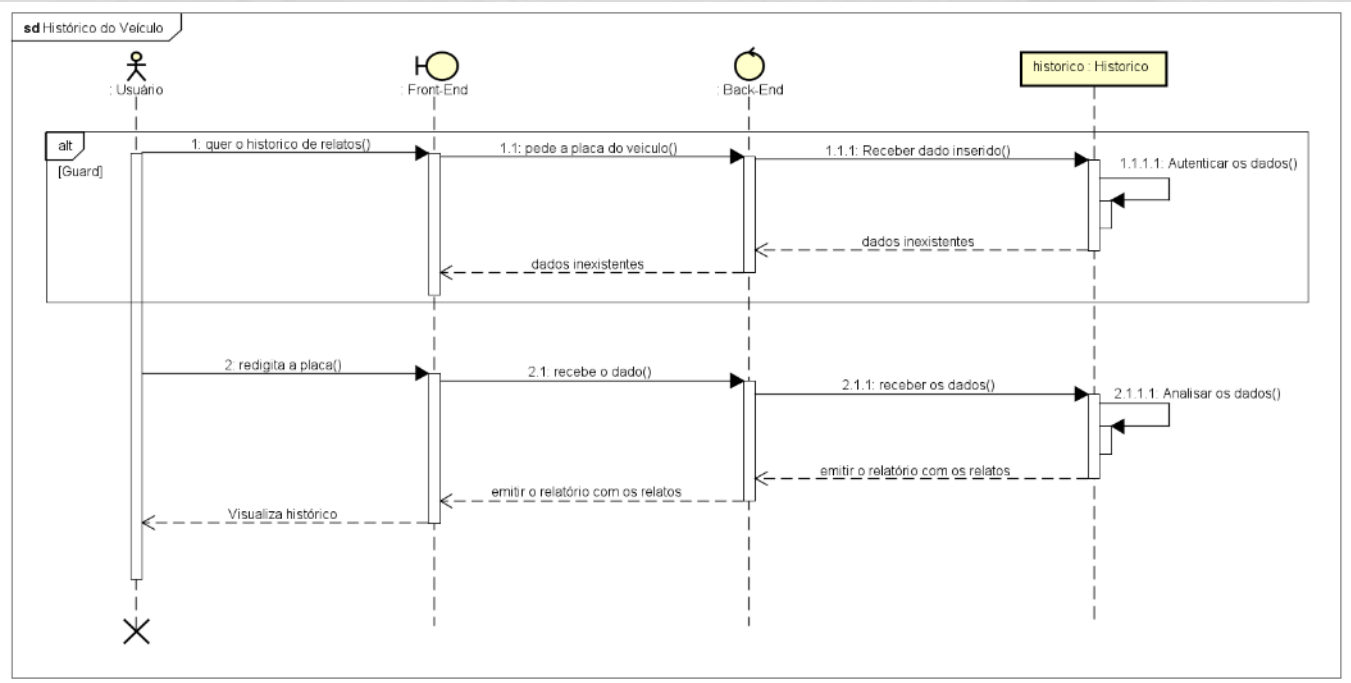 sd Histórico do Veículo
: Usuário
: Front-End
: Back-End
historico : Historico
alt
[Guard]
1: quer o historico de relatos()
1.1: pede a placa do veiculo()
1.1.1: Receber dado inserido()
1.1.1.1: Autenticar os dados()
dados inexistentes
dados inexistentes
2: redigita a placa()
2.1: recebe o dado()
2.1.1: receber os dados()
2.1.1.1: Analisar os dados()
emitir o relatório com os relatos
emitir o relatório com os relatos
Visualiza histórico